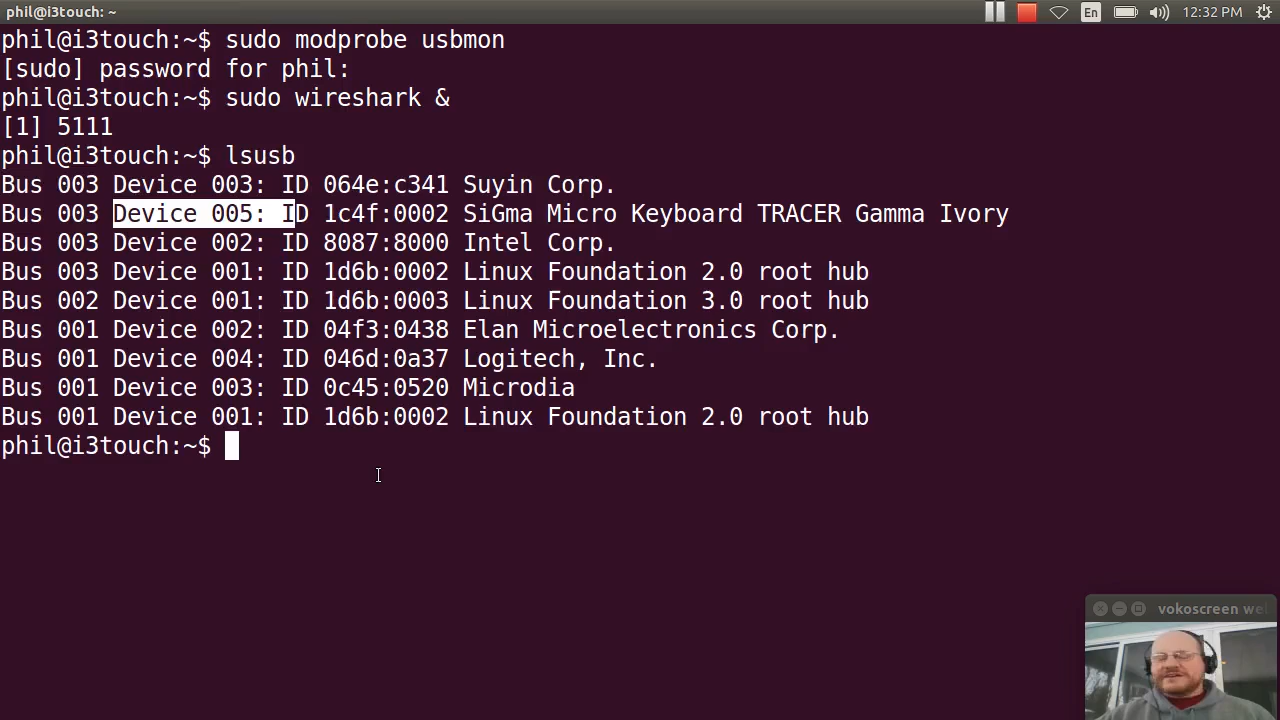 phil@i3touch: ~
En
12:32 PM
phil@i3touch:~$ sudo modprobe usbmon
[sudo] password for phil:
phil@i3touch:~$ sudo wireshark &
[1] 5111
phil@i3touch:~$ lsusb
Bus 003 Device 003: ID 064e:c341 Suyin Corp.
Bus 003 Device 005: ID 1c4f:0002 SiGma Micro Keyboard TRACER Gamma Ivory
Bus 003 Device 002: ID 8087:8000 Intel Corp.
Bus 003 Device 001: ID 1d6b:0002 Linux Foundation 2.0 root hub
Bus 002 Device 001: ID 1d6b:0003 Linux Foundation 3.0 root hub
Bus 001 Device 002: ID 04f3:0438 Elan Microelectronics Corp.
Bus 001 Device 004: ID 046d:0a37 Logitech, Inc.
Bus 001 Device 003: ID 0c45:0520 Microdia
Bus 001 Device 001: ID 1d6b:0002 Linux Foundation 2.0 root hub
phil@i3touch:~$
vokoscreen we